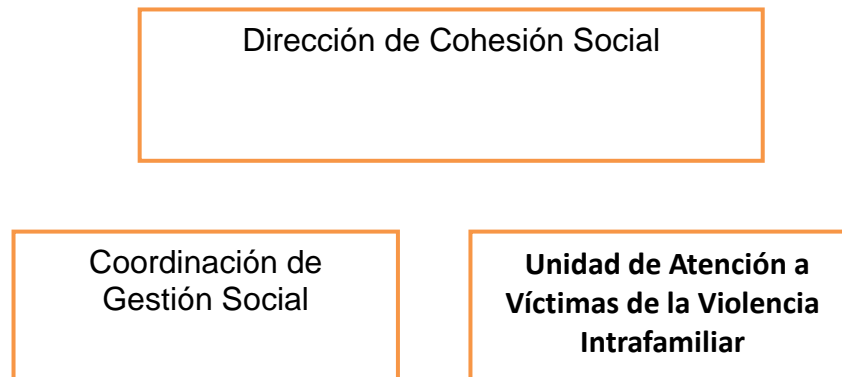 Dirección de Cohesión Social
Coordinación de
Gestión Social
Unidad de Atención a
Víctimas de la Violencia
Intrafamiliar